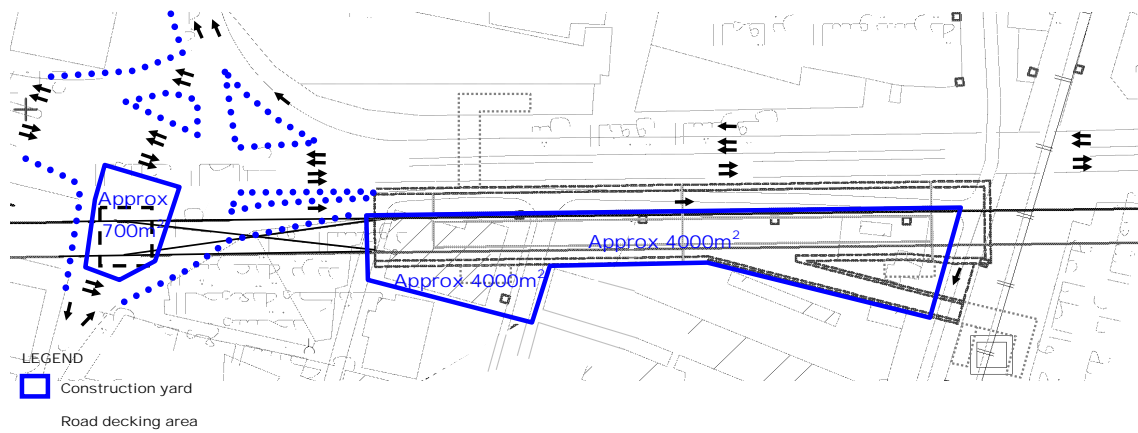 Approx
700m²
Approx 4000m²
Approx 4000m²
LEGEND
Construction yard
Road decking area